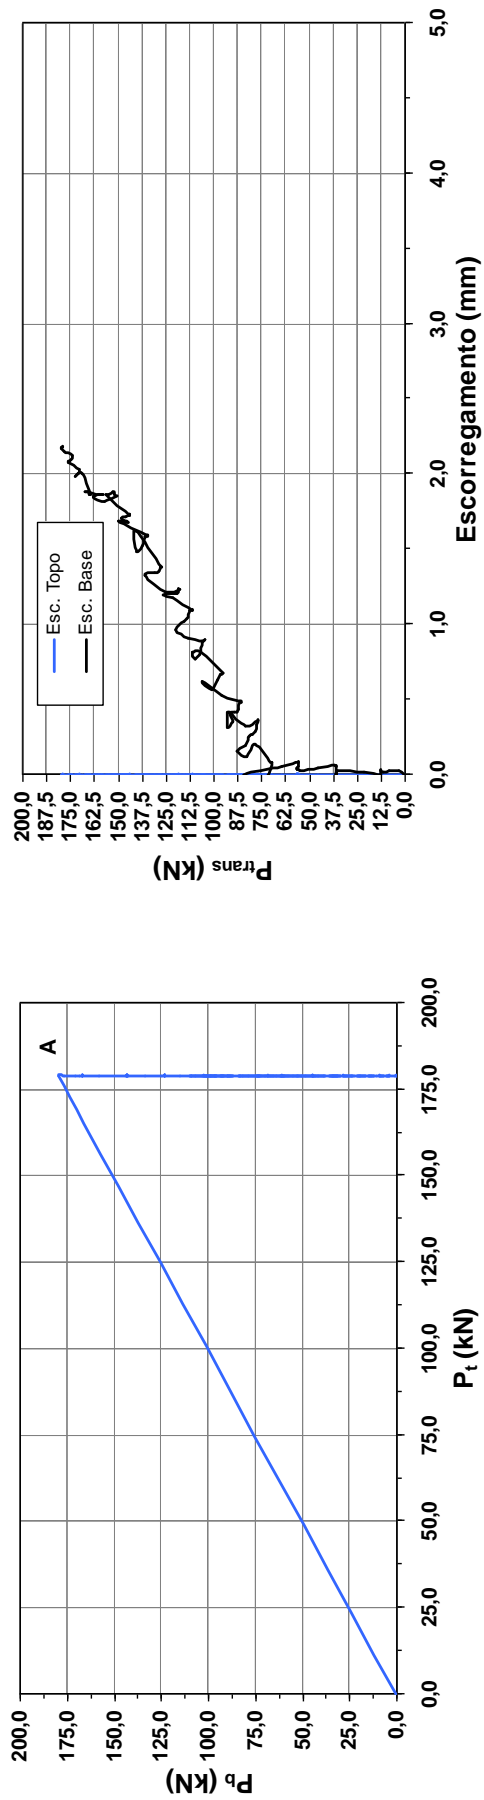 200,0
175,0
150,0
125,0
100,0
75,0
50,0
25,0
0,0
Pb (kN)
0,0 25,0 50,0 75,0 100,0 125,0 150,0 175,0 200,0
Pt (kN)
A
200,0
187,5
175,0
162,5
150,0
137,5
125,0
112,5
100,0
87,5
75,0
62,5
50,0
37,5
25,0
12,5
0,0
Ptrans (kN)
0,0 1,0 2,0 3,0 4,0 5,0
Escorregamento (mm)
Esc. Topo
Esc. Base